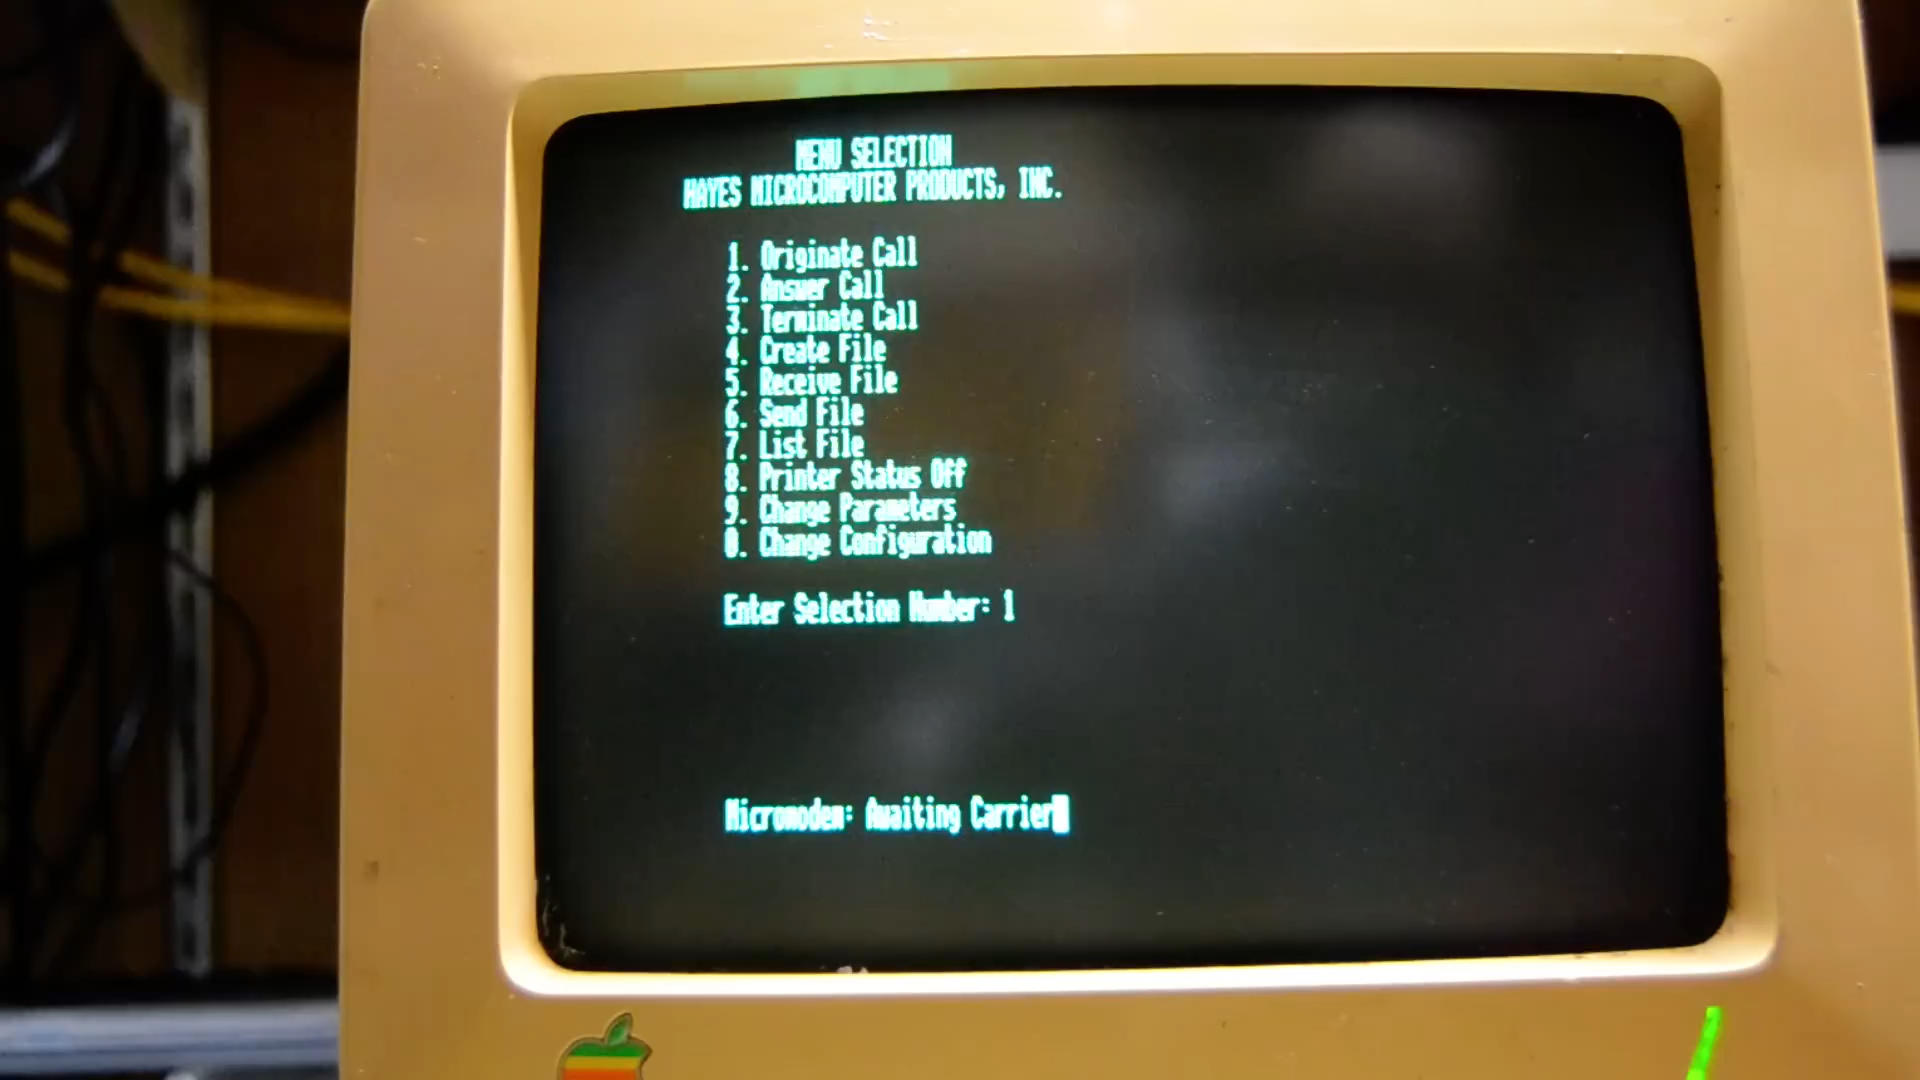 MENU SELECTION
HAYES MICROCOMPUTER PRODUCTS, INC.
1. Originate Call
2. Answer Call
3. Terminate Call
4. Create File
5. Receive File
6. Send File
7. List File
8. Printer Status Off
9. Change Parameters
0. Change Configuration
Enter Selection Number: 1
Micromodem: Awaiting Carrier